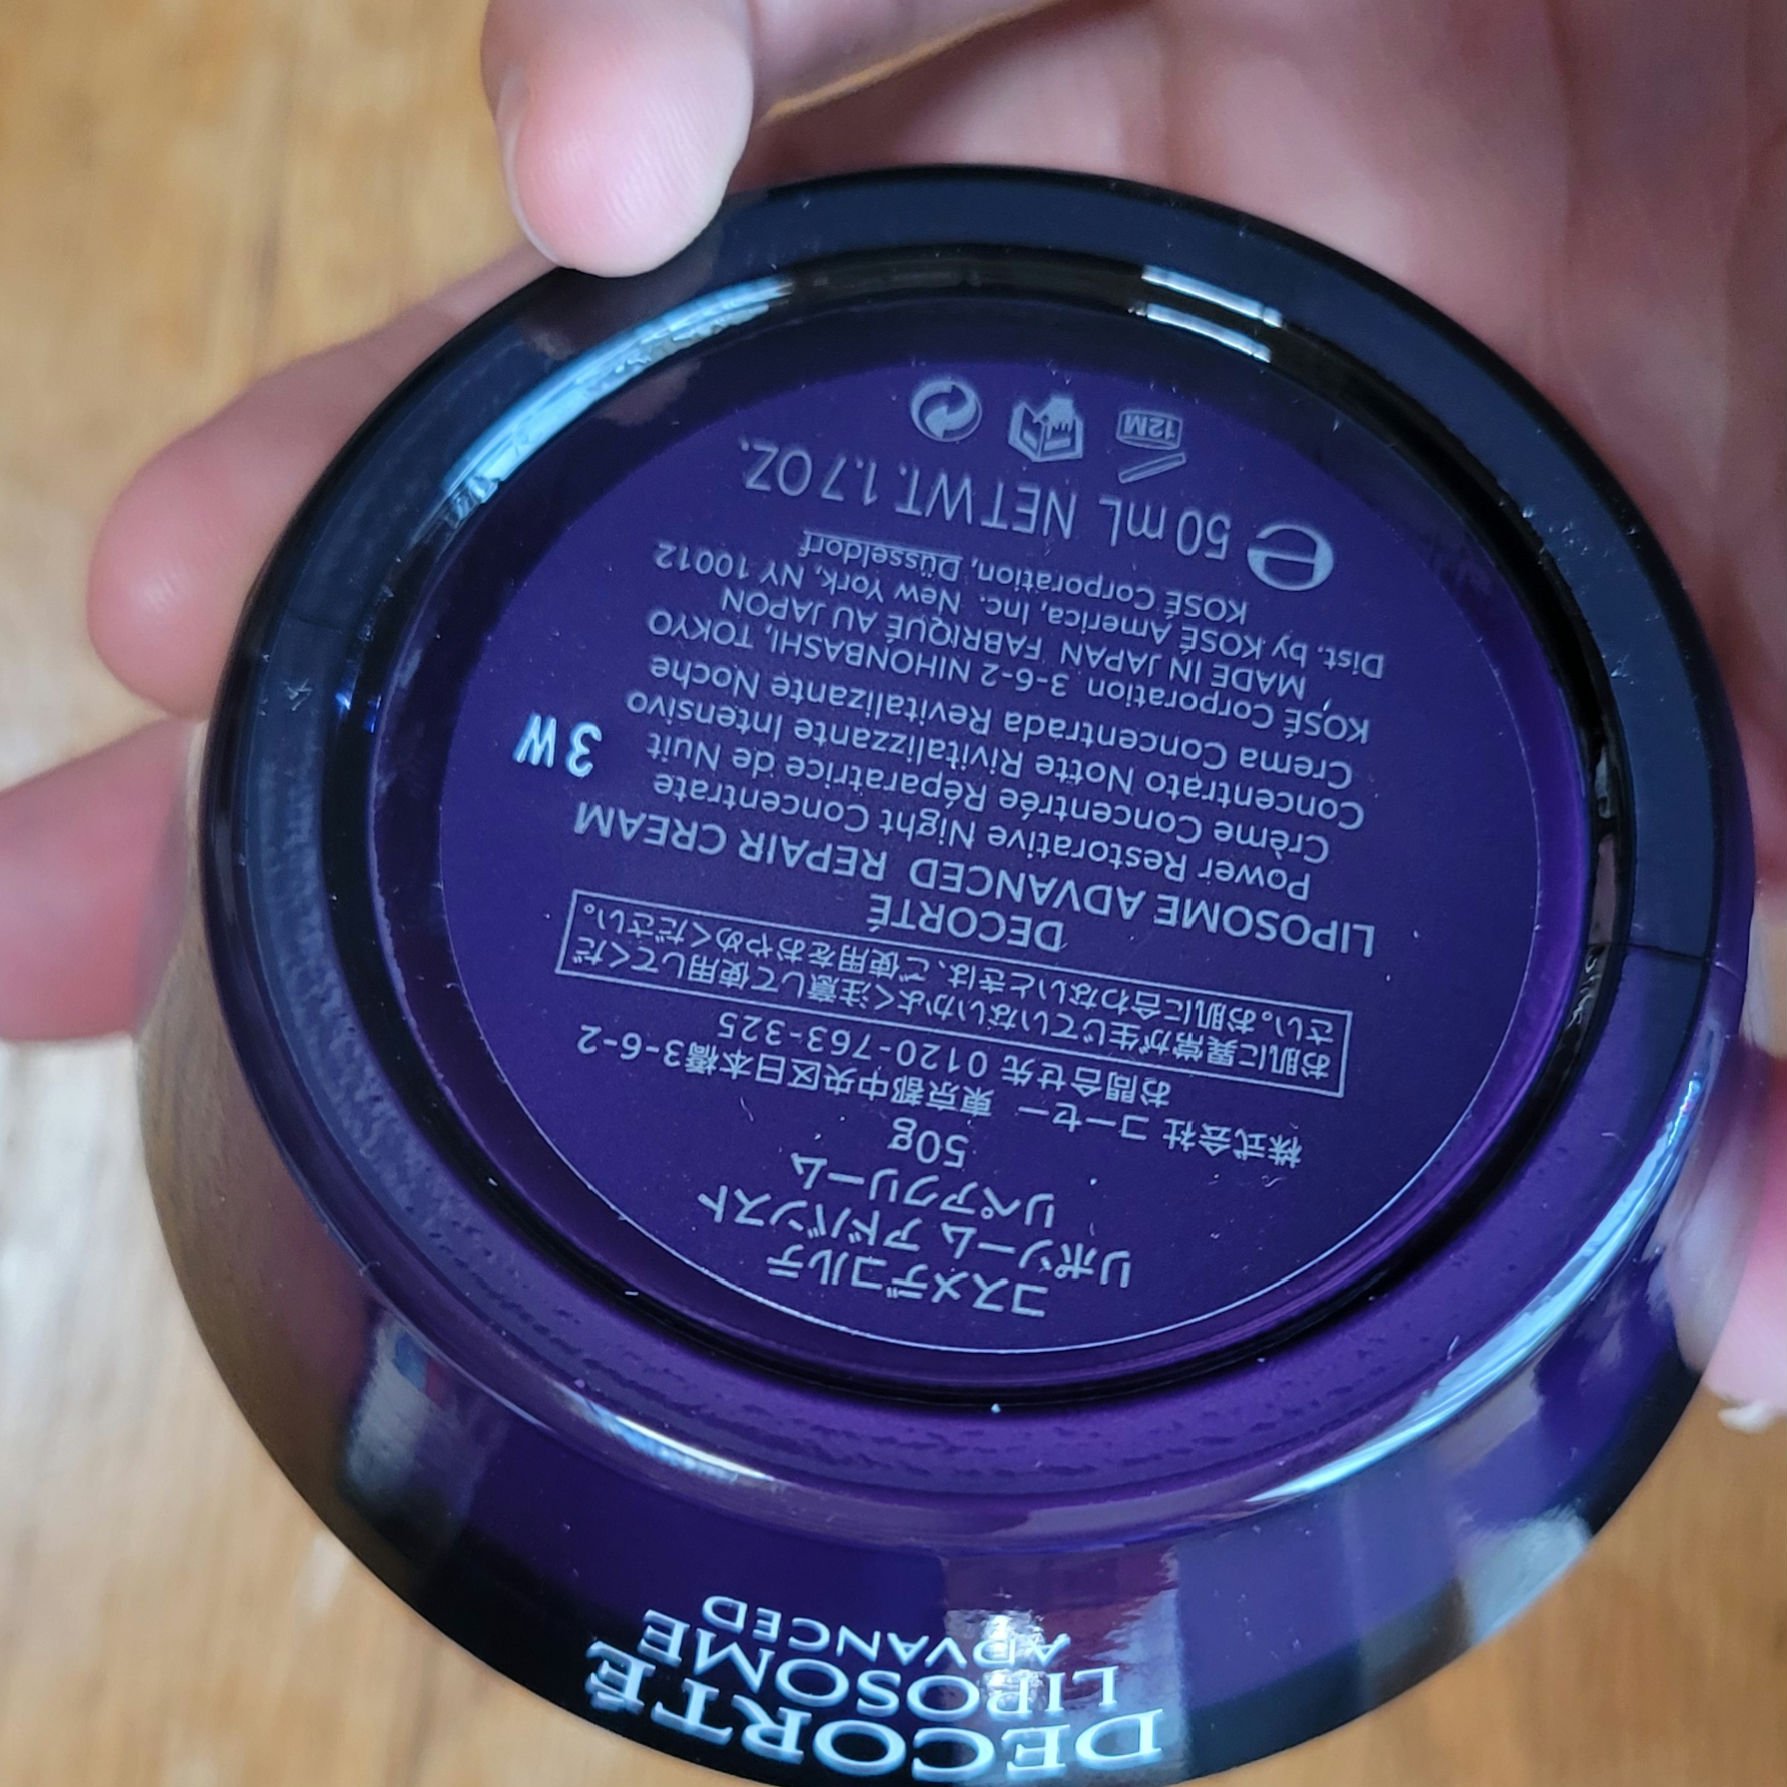 コスメデコルテ
リポソーム アドバンスト
リペアクリーム
50g
株式会社 コーセー 東京都中央区日本橋3-6-2
お問合せ先 0120-763-325
お肌に異常が生じていないかよく注意して使用してくだ
さい。お肌に合わないときは、ご使用をおやめください。
DECORTÉ
LIPOSOME ADVANCED REPAIR CREAM
Power Restorative Night Concentrate
Crème Concentrée Réparatrice de Nuit
Concentrato Notte Rivitalizzante Intensivo
Crema Concentrada Revitalizante Noche
3W
KOSÉ Corporation 3-6-2 NIHONBASHI, TOKYO
MADE IN JAPAN FABRIQUÉ AU JAPON
Dist. by KOSÉ America, Inc. New York, NY 10012
KOSÉ Corporation, Düsseldorf
℮ 50 mL NET WT. 1.7 OZ.
12M
DECORTÉ
LIPOSOME
ADVANCED